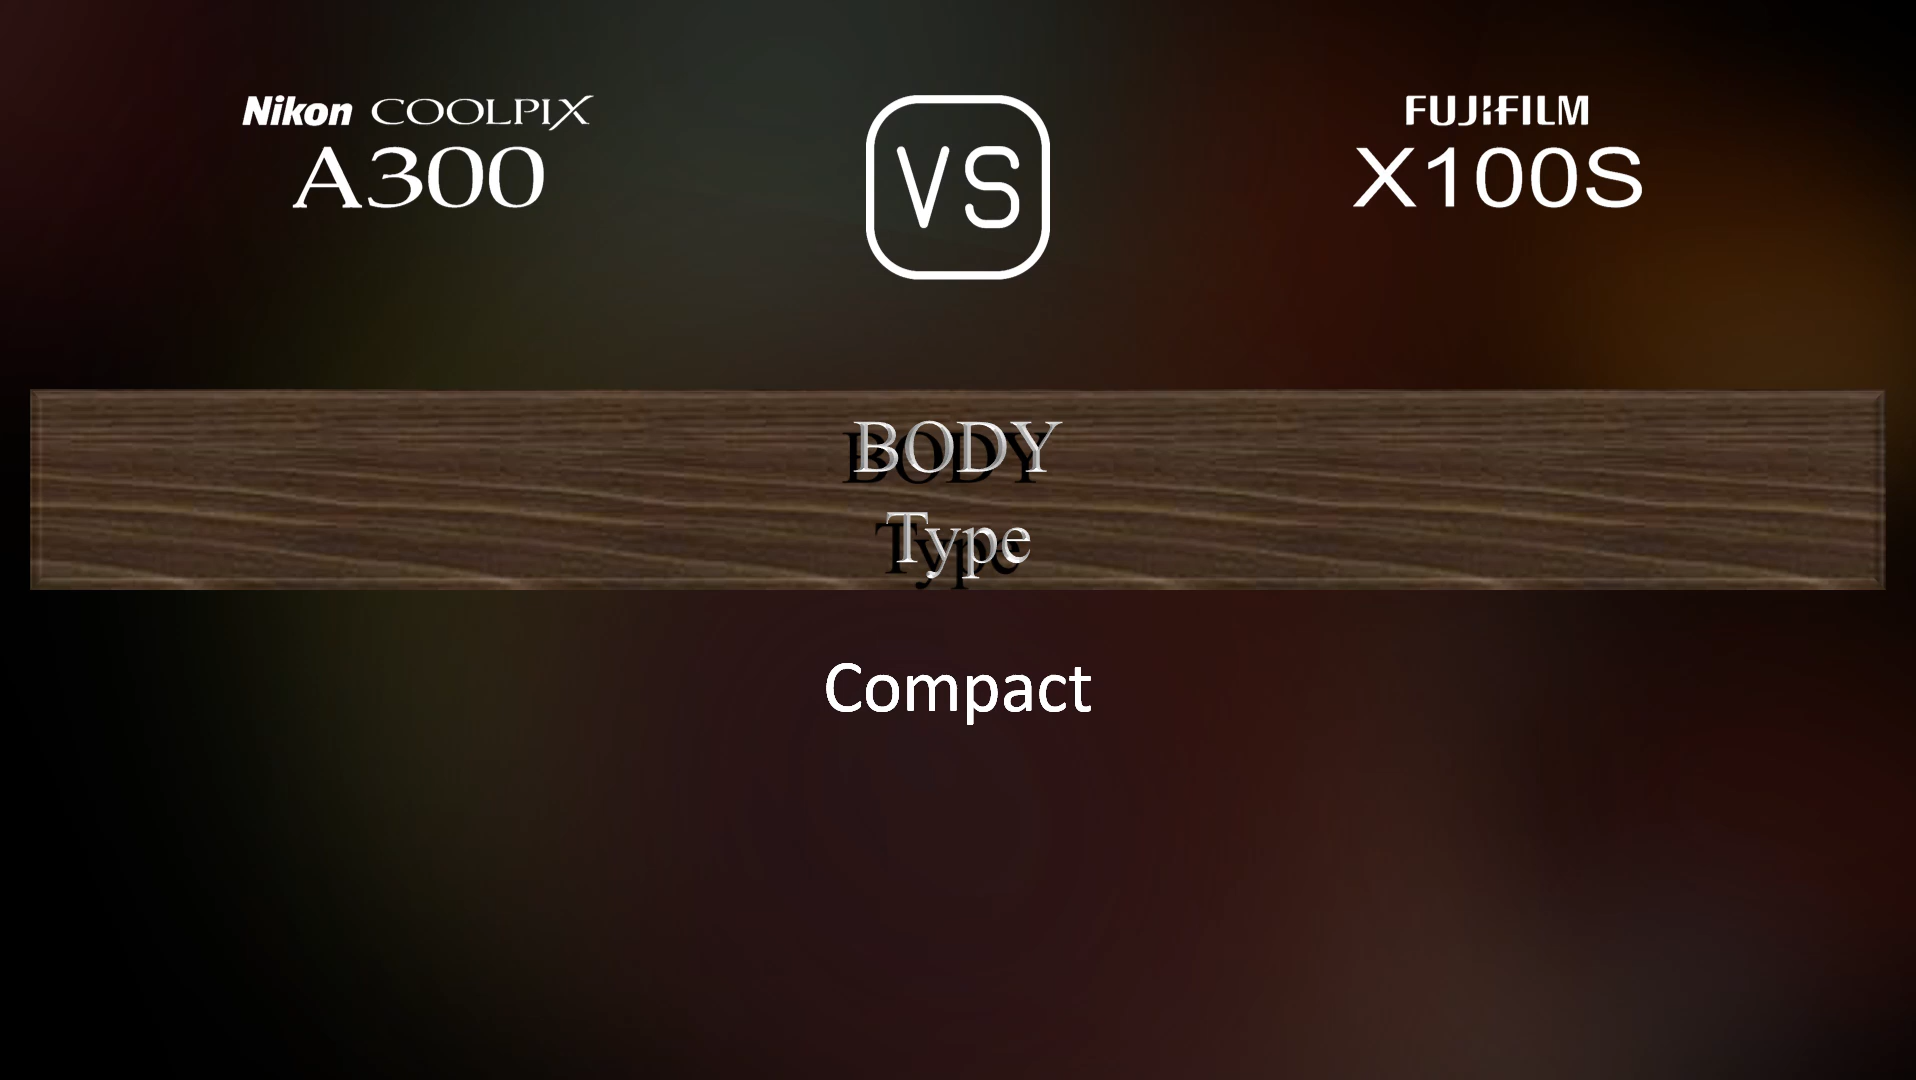 Nikon COOLPIX
A300
VS
FUJIFILM
X100S
BODY
Type
Compact